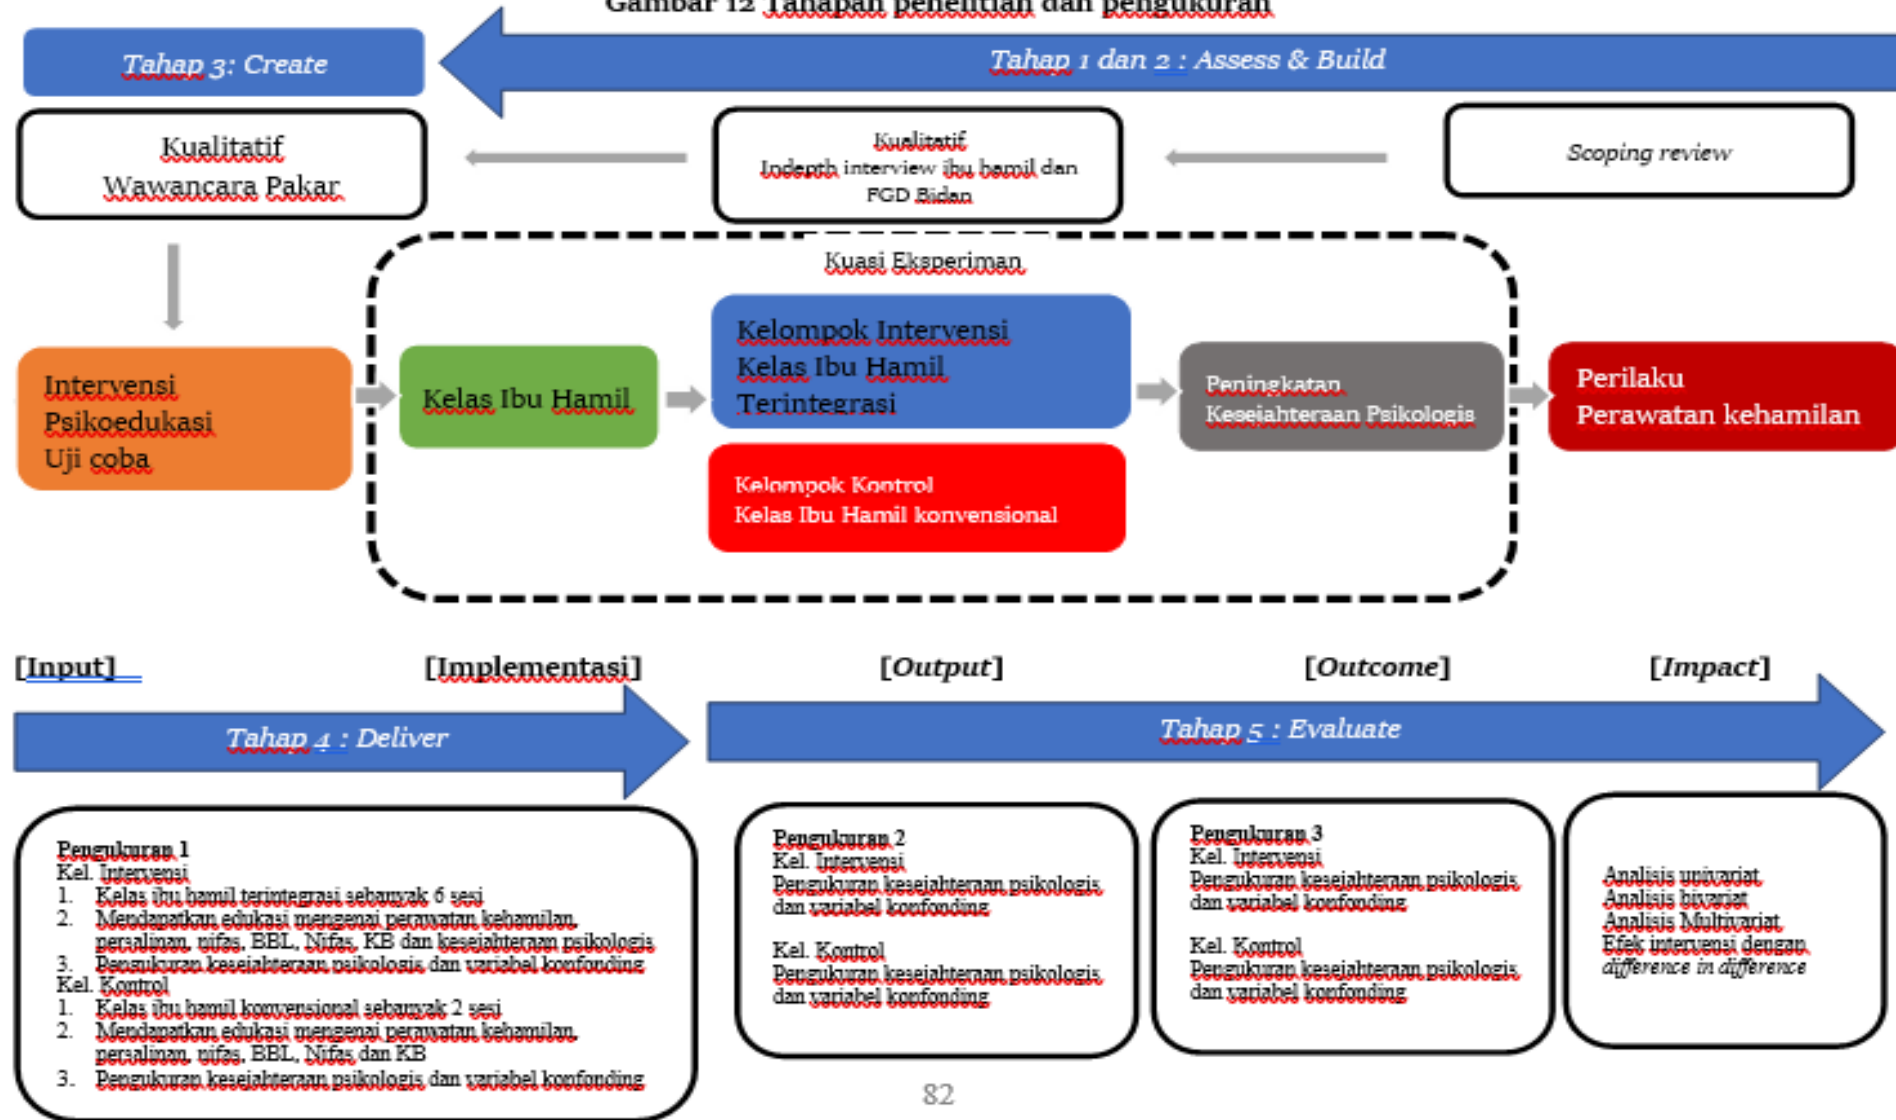 Gambar 12 Tahapan penelitian dan pengukuran
Tahap 3: Create
Tahap 1 dan 2 : Assess & Build
Kualitatif
Wawancara Pakar
Kualitatif
Indepth interview ibu hamil dan
FGD Bidan
Scoping review
Kuasi Eksperiman
Intervensi
Psikoedukasi
Uji coba
Kelas Ibu Hamil
Kelompok Intervensi
Kelas Ibu Hamil
Terintegrasi
Kelompok Kontrol
Kelas Ibu Hamil konvensional
Peningkatan
Kesejahteraan Psikologis
Perilaku
Perawatan kehamilan
[Input]
[Implementasi]
[Output]
[Outcome]
[Impact]
Tahap 4 : Deliver
Tahap 5 : Evaluate
Pengukuran 1
Kel. Intervensi
1. Kelas ibu hamil terintegrasi sebanyak 6 sesi
2. Mendapatkan edukasi mengenai perawatan kehamilan,
persalinan, nifas, BBL, Nifas, KB dan kesejahteraan psikologis
3. Pengukuran kesejahteraan psikologis dan variabel konfonding
Kel. Kontrol
1. Kelas ibu hamil konvensional sebanyak 2 sesi
2. Mendapatkan edukasi mengenai perawatan kehamilan,
persalinan, nifas, BBL, Nifas dan KB
3. Pengukuran kesejahteraan psikologis dan variabel konfonding
Pengukuran 2
Kel. Intervensi
Pengukuran kesejahteraan psikologis
dan variabel konfonding
Kel. Kontrol
Pengukuran kesejahteraan psikologis
dan variabel konfonding
Pengukuran 3
Kel. Intervensi
Pengukuran kesejahteraan psikologis
dan variabel konfonding
Kel. Kontrol
Pengukuran kesejahteraan psikologis
dan variabel konfonding
Analisis univariat
Analisis bivariat
Analisis Multivariat
Efek intervensi dengan
difference in difference
82